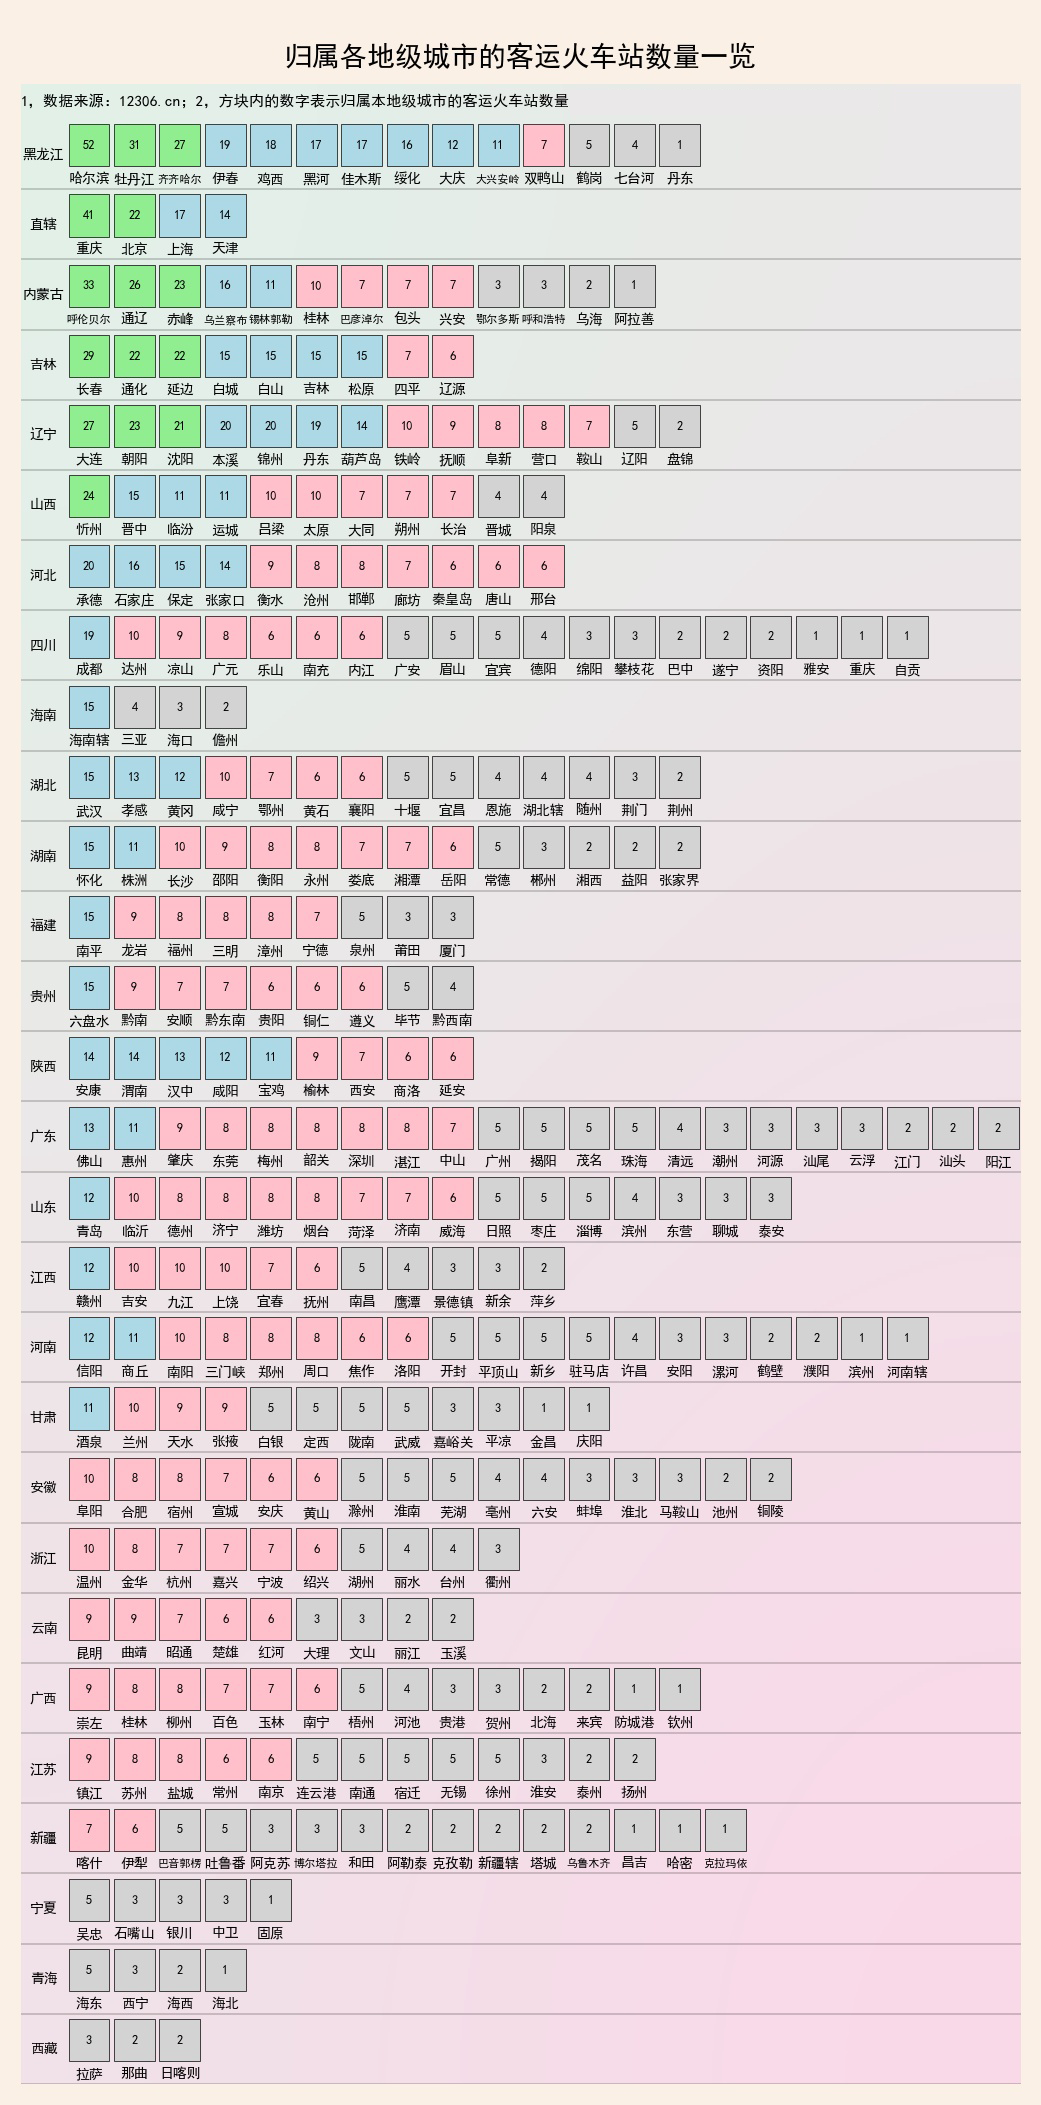 归属各地级城市的客运火车站数量一览
1，数据来源：12306.cn；2，方块内的数字表示归属本地级城市的客运火车站数量
黑龙江 52 31 27 19 18 17 17 16 12 11 7 5 4 1
哈尔滨 牡丹江 齐齐哈尔 伊春 鸡西 黑河 佳木斯 绥化 大庆 大兴安岭 双鸭山 鹤岗 七台河 丹东
直辖 41 22 17 14
重庆 北京 上海 天津
内蒙古 33 26 23 16 11 10 7 7 7 3 3 2 1
呼伦贝尔 通辽 赤峰 乌兰察布 锡林郭勒 桂林 巴彦淖尔 包头 兴安 鄂尔多斯 呼和浩特 乌海 阿拉善
吉林 29 22 22 15 15 15 15 7 6
长春 通化 延边 白城 白山 吉林 松原 四平 辽源
辽宁 27 23 21 20 20 19 14 10 9 8 8 7 5 2
大连 朝阳 沈阳 本溪 锦州 丹东 葫芦岛 铁岭 抚顺 阜新 营口 鞍山 辽阳 盘锦
山西 24 15 11 11 10 10 7 7 7 4 4
忻州 晋中 临汾 运城 吕梁 太原 大同 朔州 长治 晋城 阳泉
河北 20 16 15 14 9 8 8 7 6 6 6
承德 石家庄 保定 张家口 衡水 沧州 邯郸 廊坊 秦皇岛 唐山 邢台
四川 19 10 9 8 6 6 6 5 5 5 4 3 3 2 2 2 1 1 1
成都 达州 凉山 广元 乐山 南充 内江 广安 眉山 宜宾 德阳 绵阳 攀枝花 巴中 遂宁 资阳 雅安 重庆 自贡
海南 15 4 3 2
海南辖 三亚 海口 儋州
湖北 15 13 12 10 7 6 6 5 5 4 4 4 3 2
武汉 孝感 黄冈 咸宁 鄂州 黄石 襄阳 十堰 宜昌 恩施 湖北辖 随州 荆门 荆州
湖南 15 11 10 9 8 8 7 7 6 5 3 2 2 2
怀化 株洲 长沙 邵阳 衡阳 永州 娄底 湘潭 岳阳 常德 郴州 湘西 益阳 张家界
福建 15 9 8 8 8 7 5 3 3
南平 龙岩 福州 三明 漳州 宁德 泉州 莆田 厦门
贵州 15 9 7 7 6 6 6 5 4
六盘水 黔南 安顺 黔东南 贵阳 铜仁 遵义 毕节 黔西南
陕西 14 14 13 12 11 9 7 6 6
安康 渭南 汉中 咸阳 宝鸡 榆林 西安 商洛 延安
广东 13 11 9 8 8 8 8 8 7 5 5 5 5 4 3 3 3 3 2 2 2
佛山 惠州 肇庆 东莞 梅州 韶关 深圳 湛江 中山 广州 揭阳 茂名 珠海 清远 潮州 河源 汕尾 云浮 江门 汕头 阳江
山东 12 10 8 8 8 8 7 7 6 5 5 5 4 3 3 3
青岛 临沂 德州 济宁 潍坊 烟台 菏泽 济南 威海 日照 枣庄 淄博 滨州 东营 聊城 泰安
江西 12 10 10 10 7 6 5 4 3 3 2
赣州 吉安 九江 上饶 宜春 抚州 南昌 鹰潭 景德镇 新余 萍乡
河南 12 11 10 8 8 8 6 6 5 5 5 5 4 3 3 2 2 1 1
信阳 商丘 南阳 三门峡 郑州 周口 焦作 洛阳 开封 平顶山 新乡 驻马店 许昌 安阳 漯河 鹤壁 濮阳 滨州 河南辖
甘肃 11 10 9 9 5 5 5 5 3 3 1 1
酒泉 兰州 天水 张掖 白银 定西 陇南 武威 嘉峪关 平凉 金昌 庆阳
安徽 10 8 8 7 6 6 5 5 5 4 4 3 3 3 2 2
阜阳 合肥 宿州 宣城 安庆 黄山 滁州 淮南 芜湖 亳州 六安 蚌埠 淮北 马鞍山 池州 铜陵
浙江 10 8 7 7 7 6 5 4 4 3
温州 金华 杭州 嘉兴 宁波 绍兴 湖州 丽水 台州 衢州
云南 9 9 7 6 6 3 3 2 2
昆明 曲靖 昭通 楚雄 红河 大理 文山 丽江 玉溪
广西 9 8 8 7 7 6 5 4 3 3 2 2 1 1
崇左 桂林 柳州 百色 玉林 南宁 梧州 河池 贵港 贺州 北海 来宾 防城港 钦州
江苏 9 8 8 6 6 5 5 5 5 5 3 2 2
镇江 苏州 盐城 常州 南京 连云港 南通 宿迁 无锡 徐州 淮安 泰州 扬州
新疆 7 6 5 5 3 3 3 2 2 2 2 2 1 1 1
喀什 伊犁 巴音郭楞 吐鲁番 阿克苏 博尔塔拉 和田 阿勒泰 克孜勒 新疆辖 塔城 乌鲁木齐 昌吉 哈密 克拉玛依
宁夏 5 3 3 3 1
吴忠 石嘴山 银川 中卫 固原
青海 5 3 2 1
海东 西宁 海西 海北
西藏 3 2 2
拉萨 那曲 日喀则